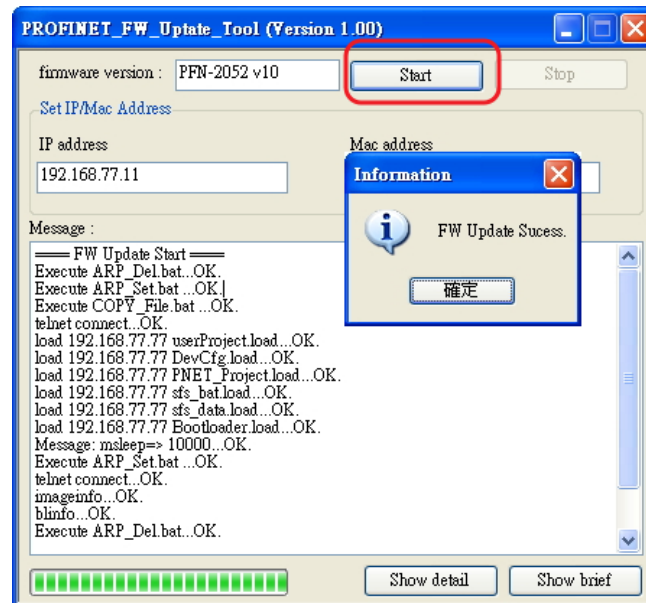 PROFINET_FW_Uptate_Tool (Version 1.00)
firmware version : PFN-2052 v10 Start Stop
Set IP/Mac Address
IP address Mac address
192.168.77.11
Information
FW Update Sucess.
確定
Message :
==== FW Update Start ====
Execute ARP_Del.bat...OK.
Execute ARP_Set.bat ...OK.
Execute COPY_File.bat ...OK.
telnet connect...OK.
load 192.168.77.77 userProject.load...OK.
load 192.168.77.77 DevCfg.load...OK.
load 192.168.77.77 PNET_Project.load...OK.
load 192.168.77.77 sfs_bat.load...OK.
load 192.168.77.77 sfs_data.load...OK.
load 192.168.77.77 Bootloader.load...OK.
Message: msleep=> 10000...OK.
Execute ARP_Set.bat ...OK.
telnet connect...OK.
imageinfo...OK.
blinfo...OK.
Execute ARP_Del.bat...OK.
Show detail Show brief